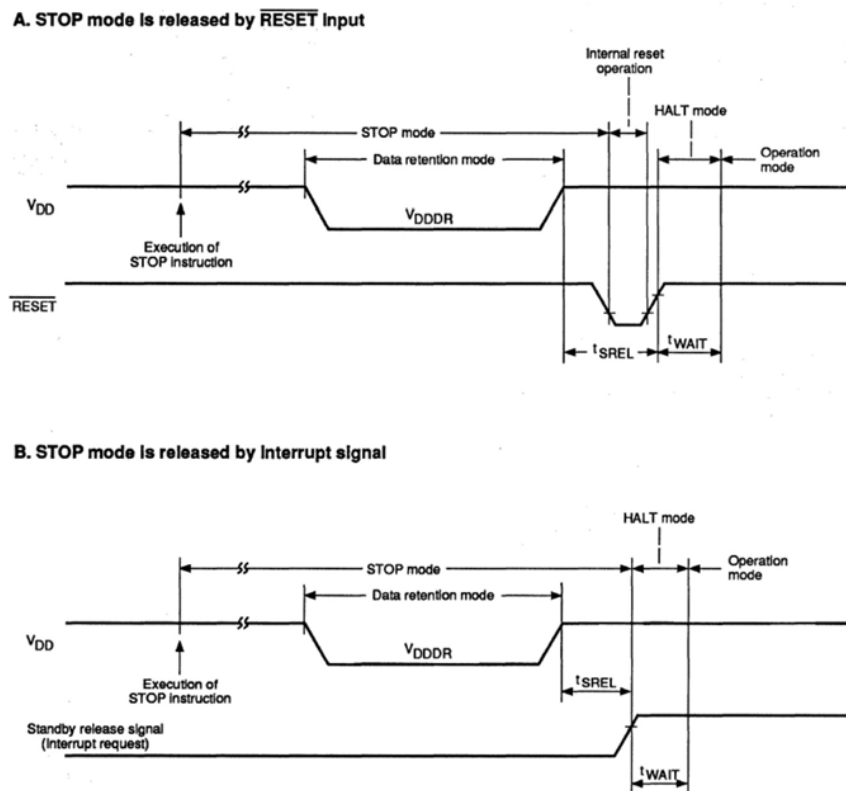 A. STOP mode is released by RESET Input
Internal reset
operation
HALT mode
STOP mode
Data retention mode
Operation
mode
VDD
VDDDR
Execution of
STOP instruction
RESET
tSREL
tWAIT
B. STOP mode is released by Interrupt signal
HALT mode
STOP mode
Operation
mode
Data retention mode
VDD
VDDDR
tSREL
Execution of
STOP instruction
Standby release signal
(Interrupt request)
tWAIT